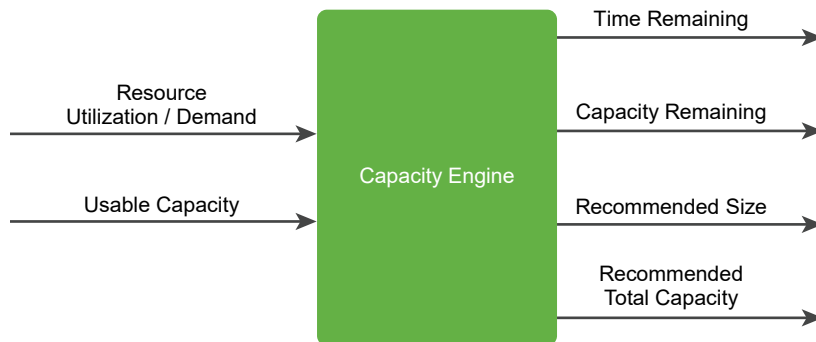 Resource
Utilization / Demand
Usable Capacity
Capacity Engine
Time Remaining
Capacity Remaining
Recommended Size
Recommended
Total Capacity